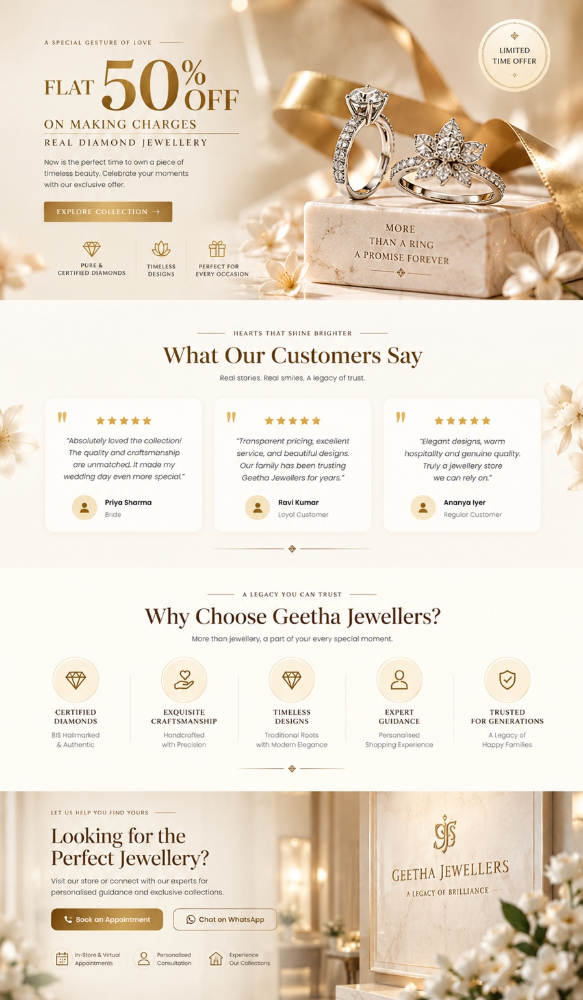 A SPECIAL GESTURE OF LOVE
FLAT 50% OFF
ON MAKING CHARGES
REAL DIAMOND JEWELLERY
Now is the perfect time to own a piece of
timeless beauty. Celebrate your moments
with our exclusive offer.
EXPLORE COLLECTION →
PURE &
CERTIFIED DIAMONDS
TIMELESS
DESIGNS
PERFECT FOR
EVERY OCCASION
LIMITED
TIME OFFER
MORE
THAN A RING
A PROMISE FOREVER
HEARTS THAT SHINE BRIGHTER
What Our Customers Say
Real stories. Real smiles. A legacy of trust.
"Absolutely loved the collection!
The quality and craftsmanship
are unmatched. It made my
wedding day even more special."
Priya Sharma
Bride
"Transparent pricing, excellent
service, and beautiful designs.
Our family has been trusting
Geetha Jewellers for years."
Ravi Kumar
Loyal Customer
"Elegant designs, warm
hospitality and genuine quality.
Truly a jewellery store
we can rely on."
Ananya Iyer
Regular Customer
A LEGACY YOU CAN TRUST
Why Choose Geetha Jewellers?
More than jewellery, a part of your every special moment.
CERTIFIED
DIAMONDS
BIS Hallmarked
& Authentic
EXQUISITE
CRAFTSMANSHIP
Handcrafted
with Precision
TIMELESS
DESIGNS
Traditional Roots
with Modern Elegance
EXPERT
GUIDANCE
Personalised
Shopping Experience
TRUSTED
FOR GENERATIONS
A Legacy of
Happy Families
LET US HELP YOU FIND YOURS
Looking for the
Perfect Jewellery?
Visit our store or connect with our experts for
personalised guidance and exclusive collections.
Book an Appointment
Chat on WhatsApp
In-Store & Virtual
Appointments
Personalised
Consultation
Experience
Our Collections
GEETHA JEWELLERS
A LEGACY OF BRILLIANCE